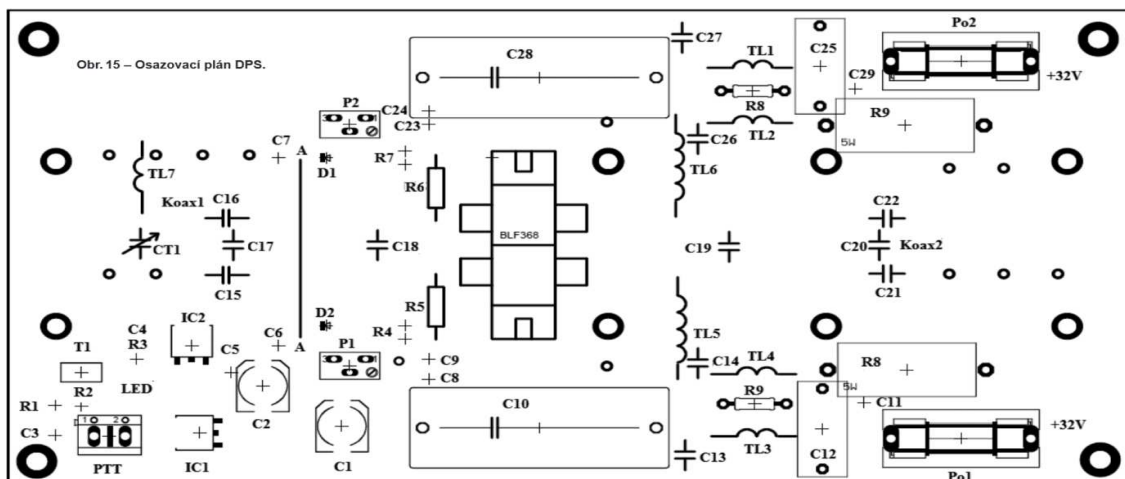 Po2
C27
TL1
C25
C28
Obr. 15 – Osazovací plán DPS.
C29
+32V
P2
C24
R8
R9
C23
TL2
C26
C7
A
5W
D1
R7
TL7
TL6
R6
Koax1
C16
C22
BLF368
CT1
C17
C18
C19
C20
Koax2
C15
C21
R5
D2
C4
IC2
R4
TL5
R3
C6
A
T1
P1
C9
C14
TL4
R8
C5
C8
LED
5W
R2
R9
R1
C10
C11
1
2
C2
+32V
C3
TL3
C12
C13
PTT
IC1
C1
Po1